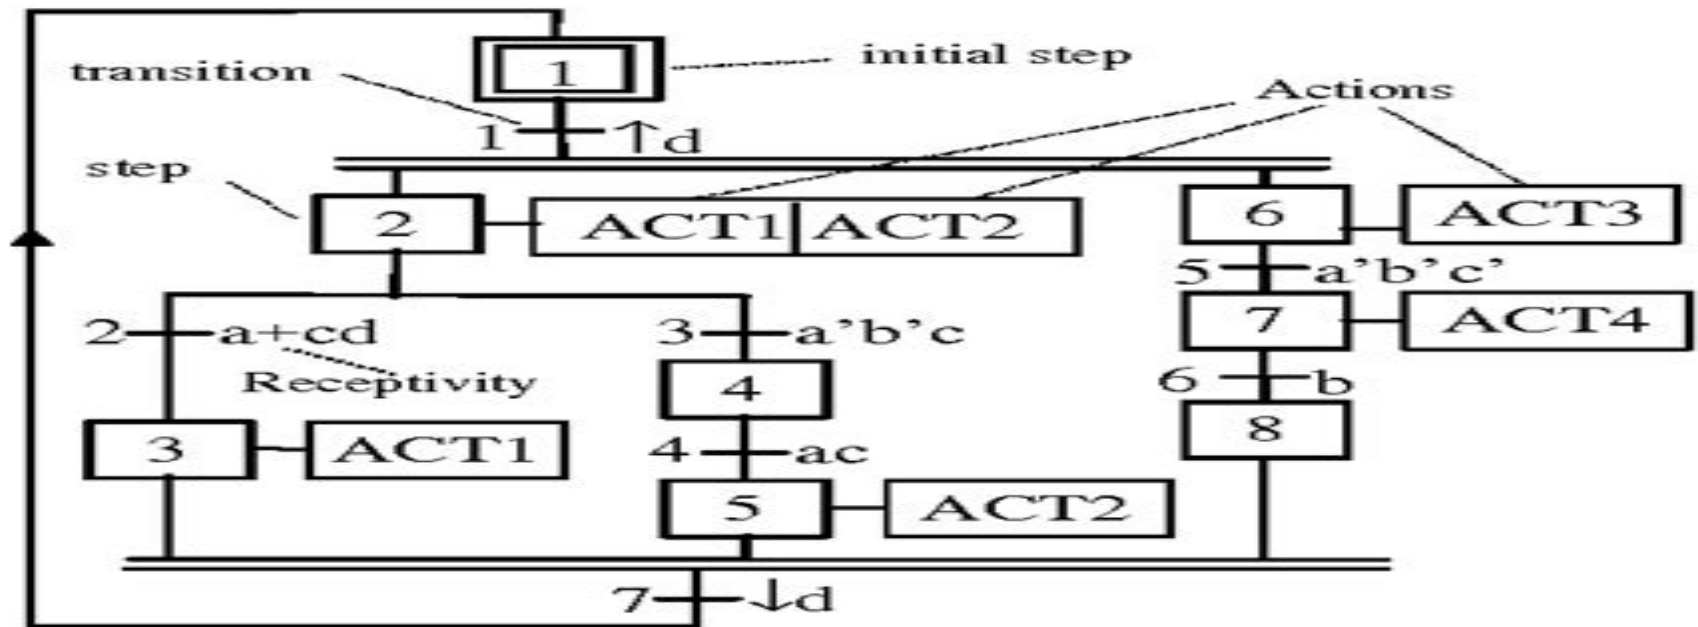 1
initial step
transition
Actions
1 ↑d
step
2 ACT1 ACT2
6 ACT3
5 a’b’c’
7 ACT4
2 a+cd
3 a’b’c
Receptivity
4
6 b
8
3 ACT1
4 ac
5 ACT2
7 ↓d